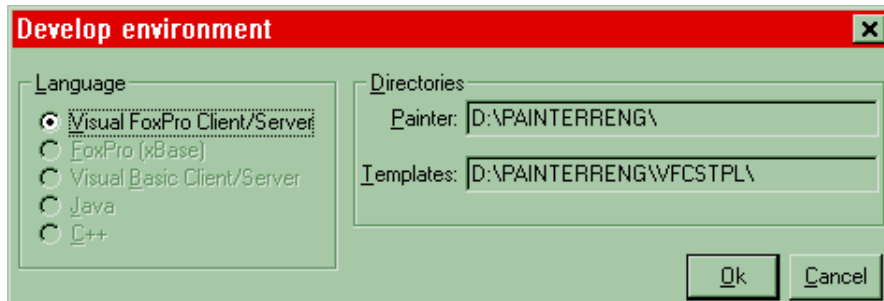 Develop environment
Language
Visual FoxPro Client/Server
FoxPro (xBase)
Visual Basic Client/Server
Java
C++
Directories
Painter: D:\PAINTERRENG\
Templates: D:\PAINTERRENG\VFCSTPL\
Ok Cancel